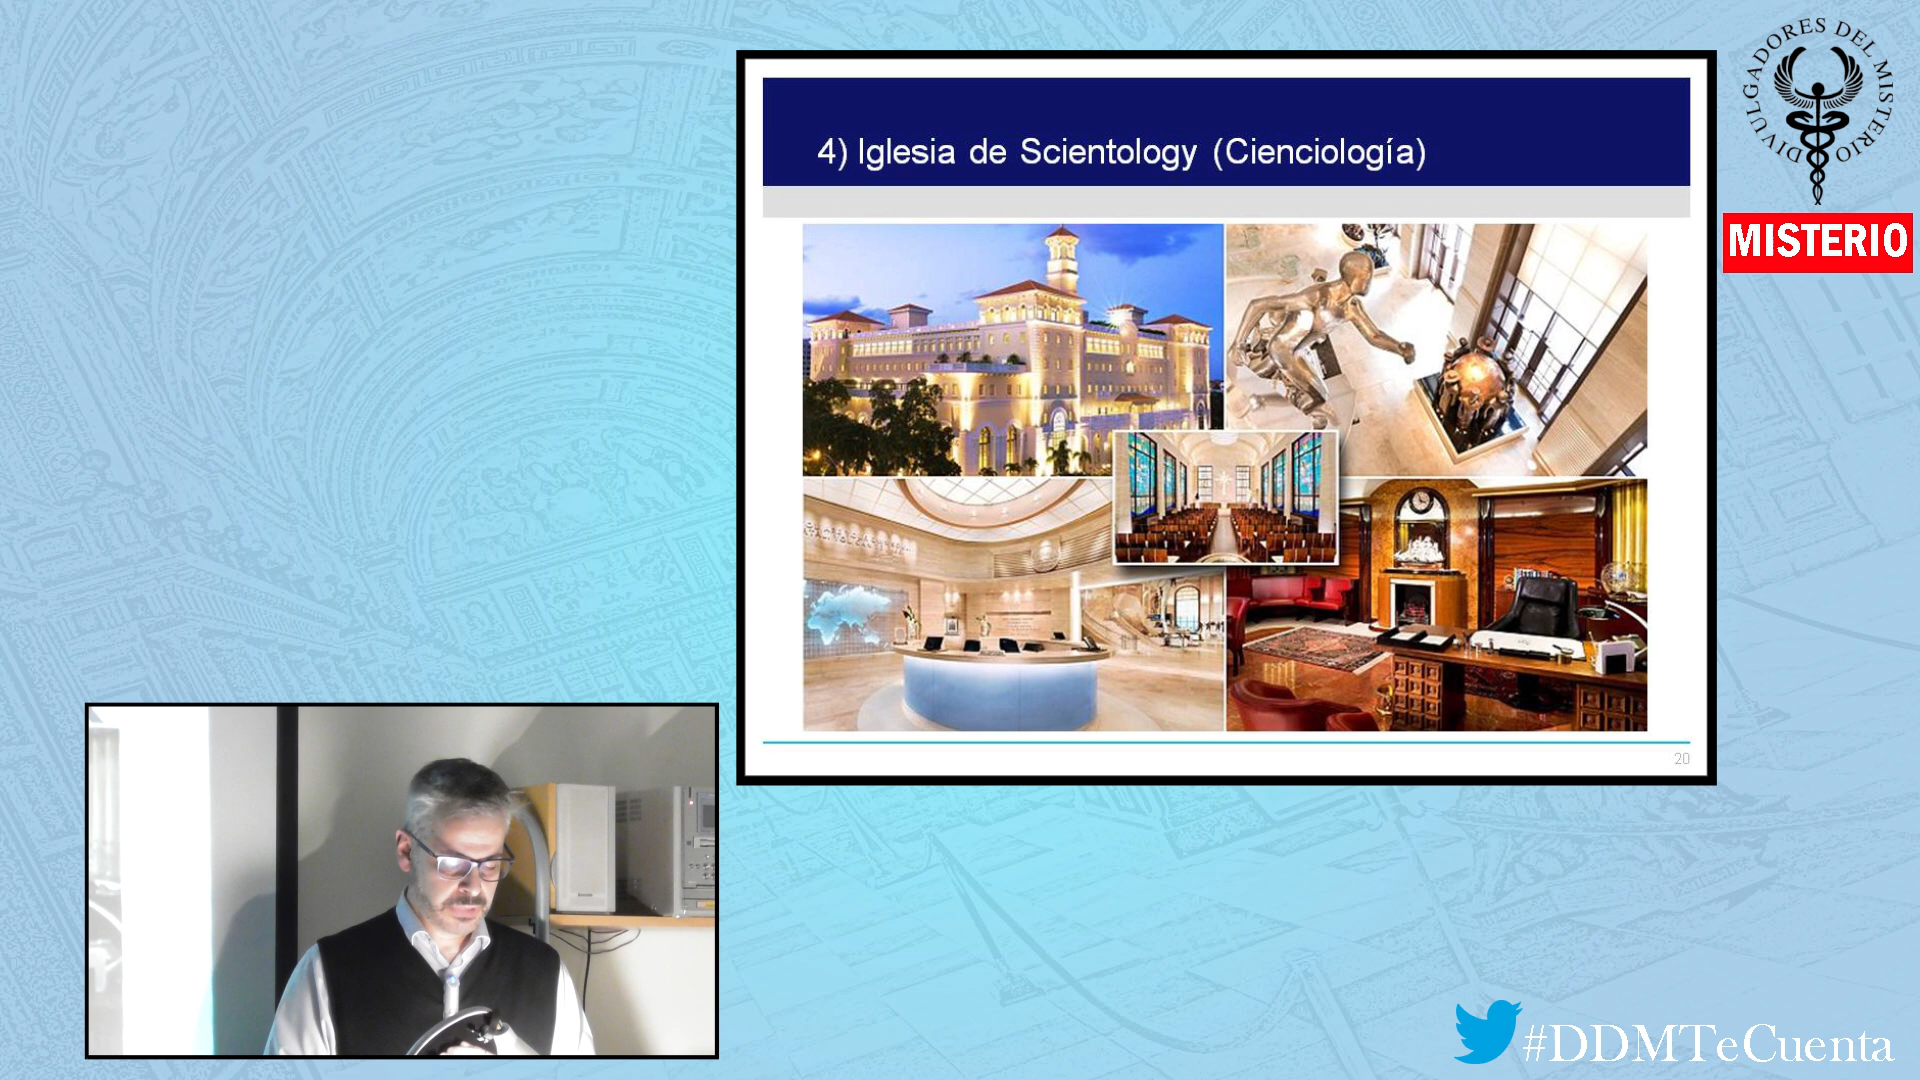 4) Iglesia de Scientology (Cienciología)
20
DIVULGADORES DEL MISTERIO
MISTERIO
#DDMTeCuenta